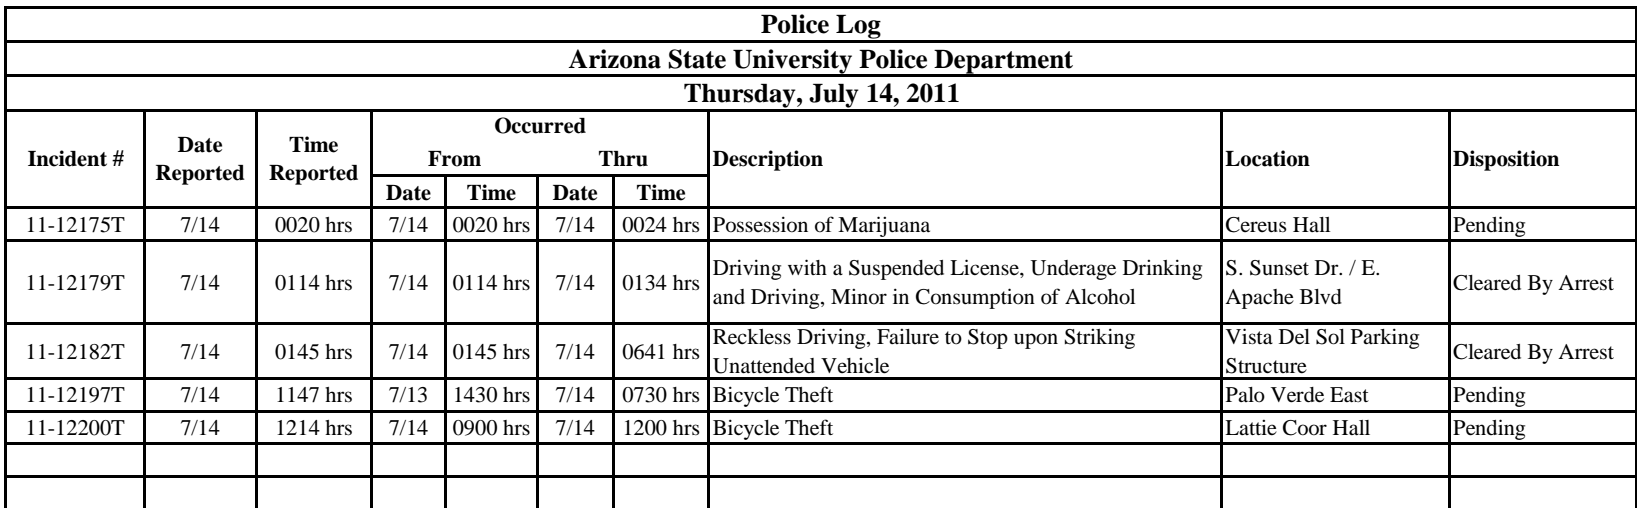 Police Log
Arizona State University Police Department
Thursday, July 14, 2011
Incident # Date Reported Time Reported Occurred Description Location Disposition
From Thru
Date Time Date Time
11-12175T 7/14 0020 hrs 7/14 0020 hrs 7/14 0024 hrs Possession of Marijuana Cereus Hall Pending
11-12179T 7/14 0114 hrs 7/14 0114 hrs 7/14 0134 hrs Driving with a Suspended License, Underage Drinking S. Sunset Dr. / E. Cleared By Arrest
and Driving, Minor in Consumption of Alcohol Apache Blvd
11-12182T 7/14 0145 hrs 7/14 0145 hrs 7/14 0641 hrs Reckless Driving, Failure to Stop upon Striking Vista Del Sol Parking Cleared By Arrest
Unattended Vehicle Structure
11-12197T 7/14 1147 hrs 7/13 1430 hrs 7/14 0730 hrs Bicycle Theft Palo Verde East Pending
11-12200T 7/14 1214 hrs 7/14 0900 hrs 7/14 1200 hrs Bicycle Theft Lattie Coor Hall Pending